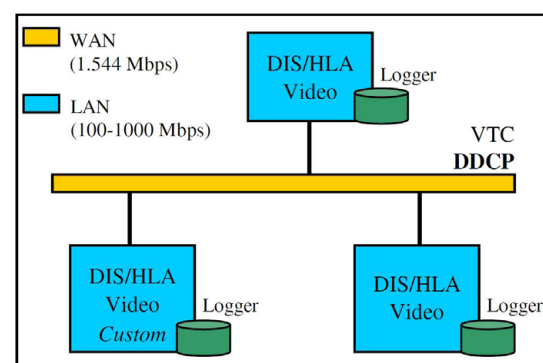 WAN
(1.544 Mbps)
LAN
(100-1000 Mbps)
DIS/HLA
Video
Logger
VTC
DDCP
DIS/HLA
Video
Custom
Logger
DIS/HLA
Video
Logger